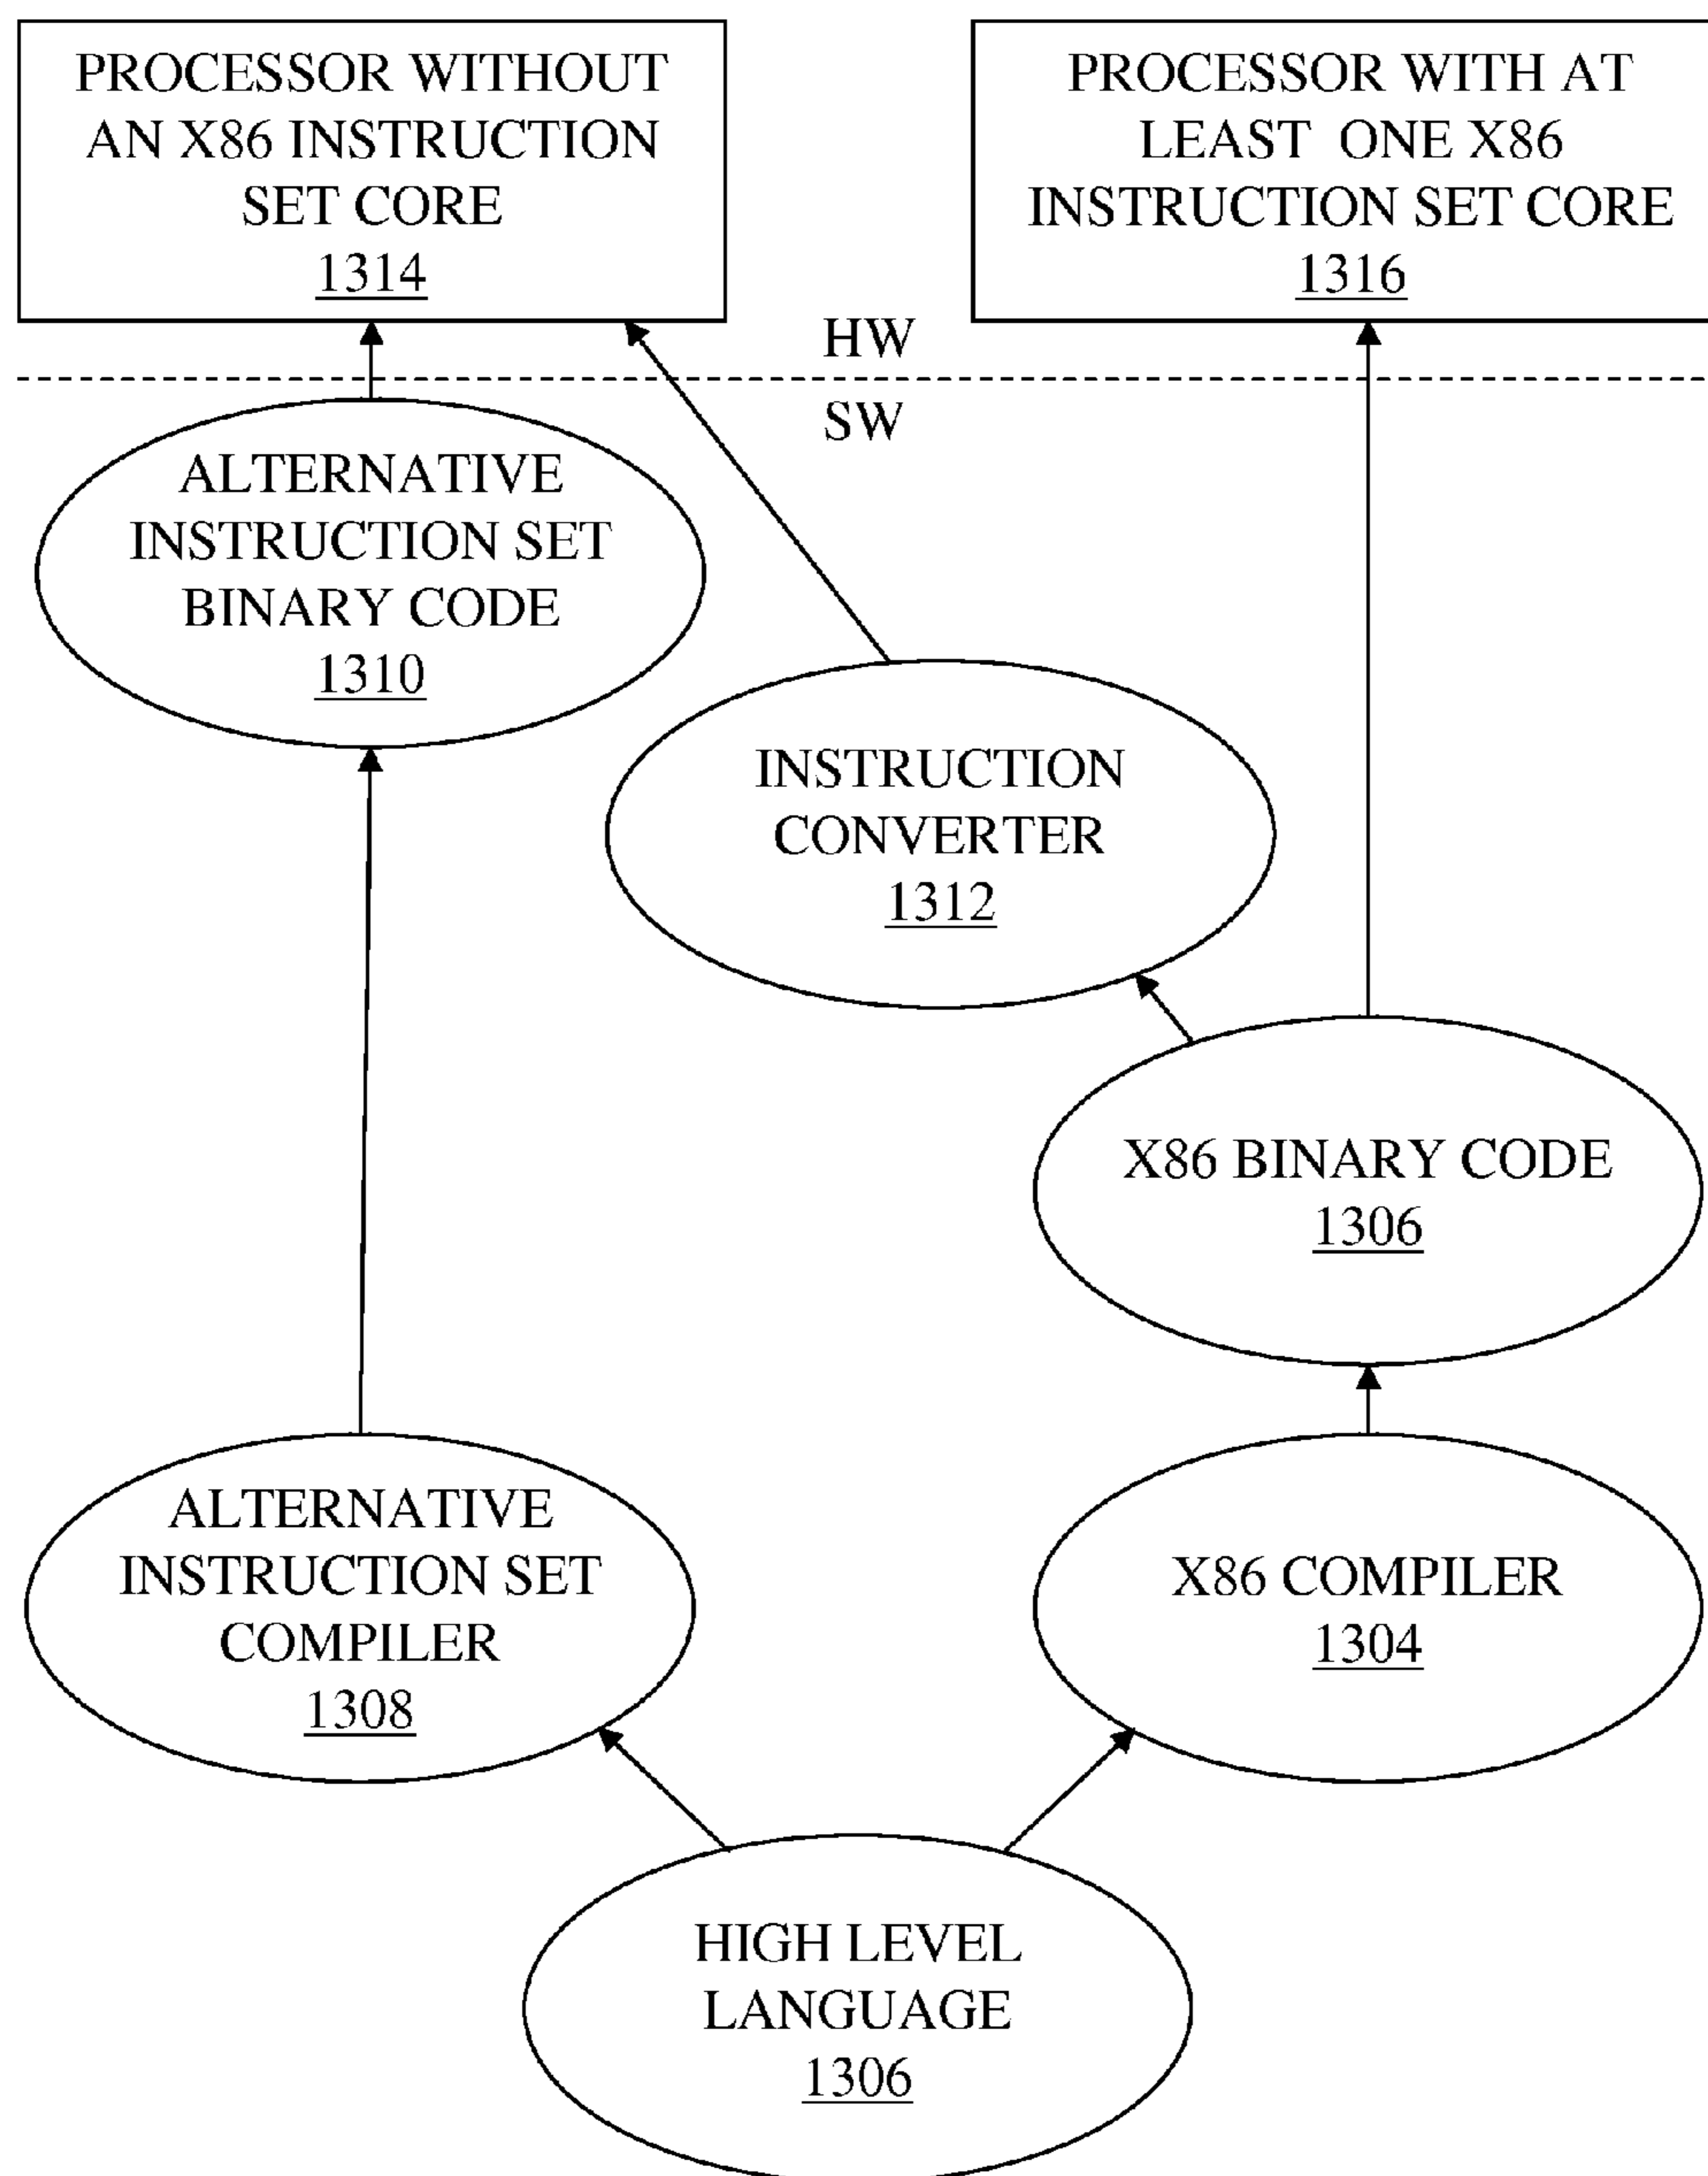 PROCESSOR WITHOUT
AN X86 INSTRUCTION
SET CORE
1314
PROCESSOR WITH AT
LEAST ONE X86
INSTRUCTION SET CORE
1316
HW
SW
ALTERNATIVE
INSTRUCTION SET
BINARY CODE
1310
INSTRUCTION
CONVERTER
1312
X86 BINARY CODE
1306
ALTERNATIVE
INSTRUCTION SET
COMPILER
1308
X86 COMPILER
1304
HIGH LEVEL
LANGUAGE
1306